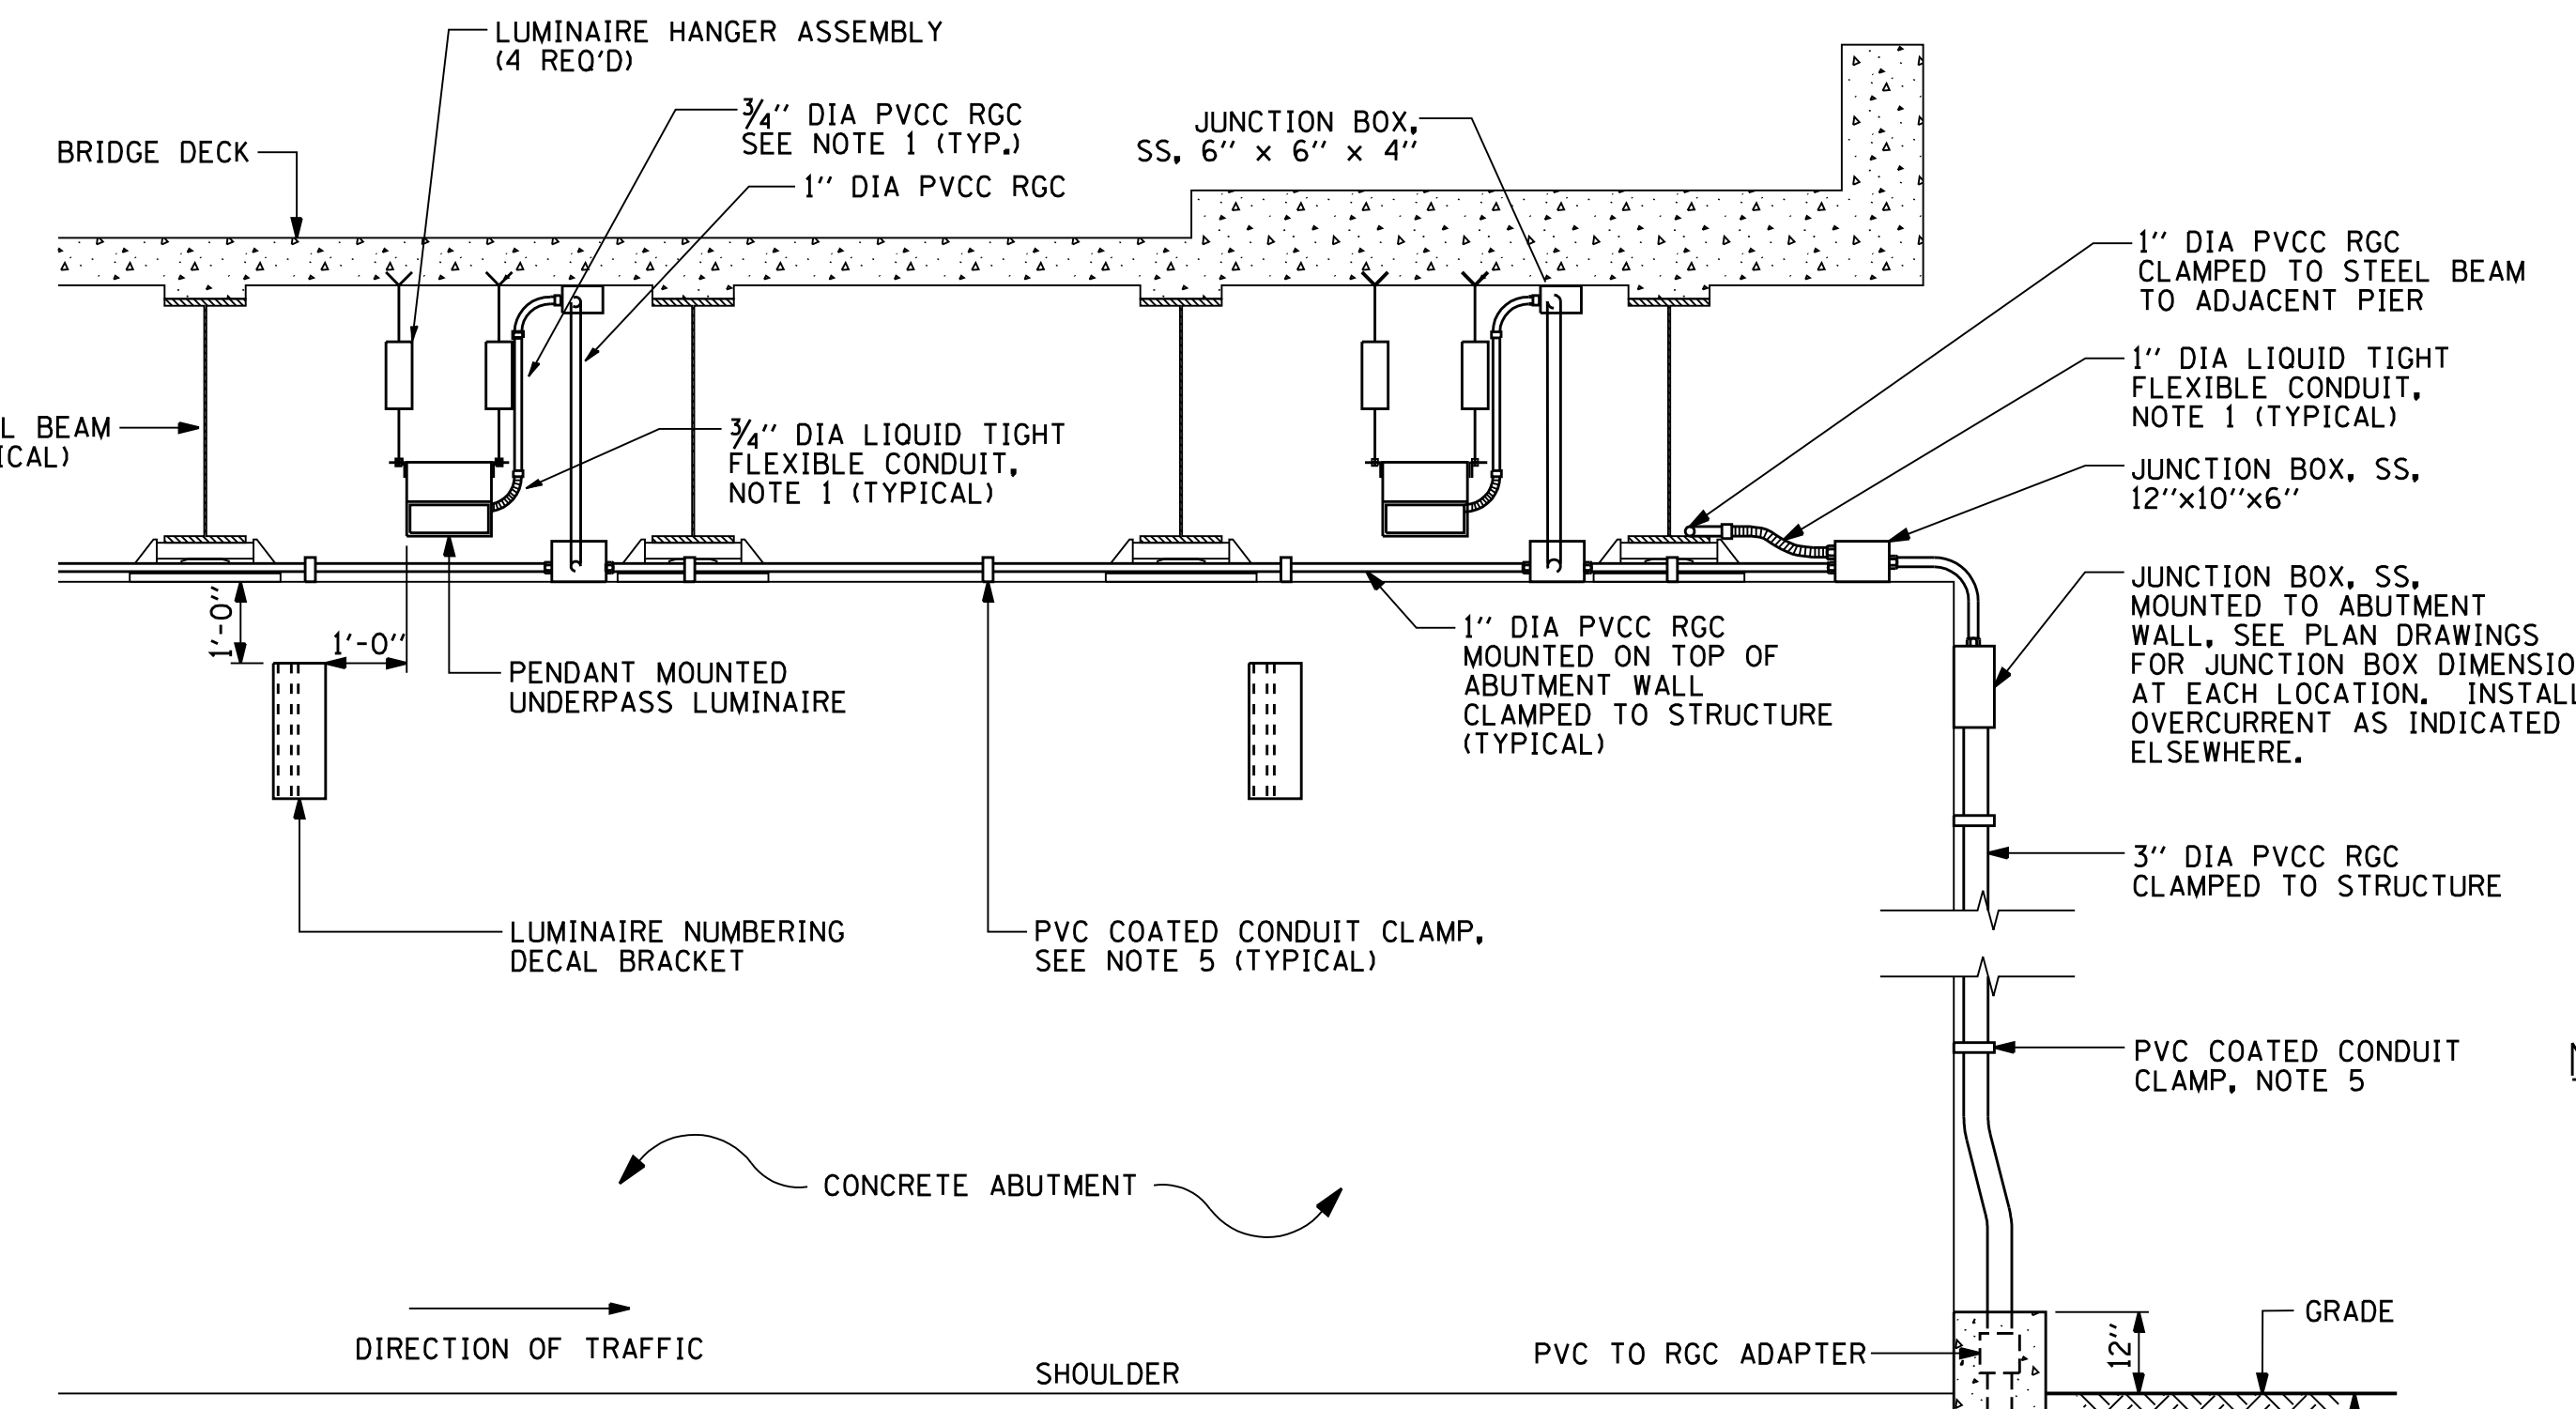 LUMINAIRE HANGER ASSEMBLY
(4 REQ'D)
3/4" DIA PVCC RGC
SEE NOTE 1 (TYP.)
1" DIA PVCC RGC
JUNCTION BOX,
SS, 6" x 6" x 4"
BRIDGE DECK
1" DIA PVCC RGC
CLAMPED TO STEEL BEAM
TO ADJACENT PIER
1" DIA LIQUID TIGHT
FLEXIBLE CONDUIT,
NOTE 1 (TYPICAL)
L BEAM
ICAL)
3/4" DIA LIQUID TIGHT
FLEXIBLE CONDUIT,
NOTE 1 (TYPICAL)
JUNCTION BOX, SS,
12"x10"x6"
JUNCTION BOX, SS,
MOUNTED TO ABUTMENT
WALL, SEE PLAN DRAWINGS
FOR JUNCTION BOX DIMENSIO
AT EACH LOCATION. INSTALL
OVERCURRENT AS INDICATED
ELSEWHERE.
1'-0"
1'-0"
PENDANT MOUNTED
UNDERPASS LUMINAIRE
1" DIA PVCC RGC
MOUNTED ON TOP OF
ABUTMENT WALL
CLAMPED TO STRUCTURE
(TYPICAL)
3" DIA PVCC RGC
CLAMPED TO STRUCTURE
LUMINAIRE NUMBERING
DECAL BRACKET
PVC COATED CONDUIT CLAMP,
SEE NOTE 5 (TYPICAL)
PVC COATED CONDUIT
CLAMP, NOTE 5
CONCRETE ABUTMENT
DIRECTION OF TRAFFIC
SHOULDER
PVC TO RGC ADAPTER
12"
GRADE